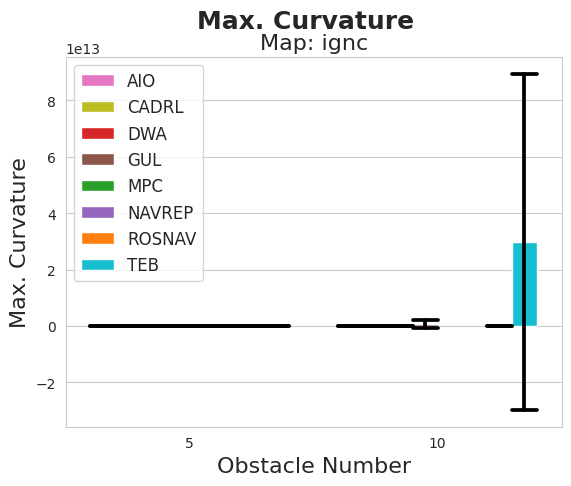 Max. Curvature
Map: ignc
1e13
AIO
CADRL
DWA
GUL
MPC
NAVREP
ROSNAV
TEB
8
6
4
2
0
−2
Max. Curvature
5 10
Obstacle Number